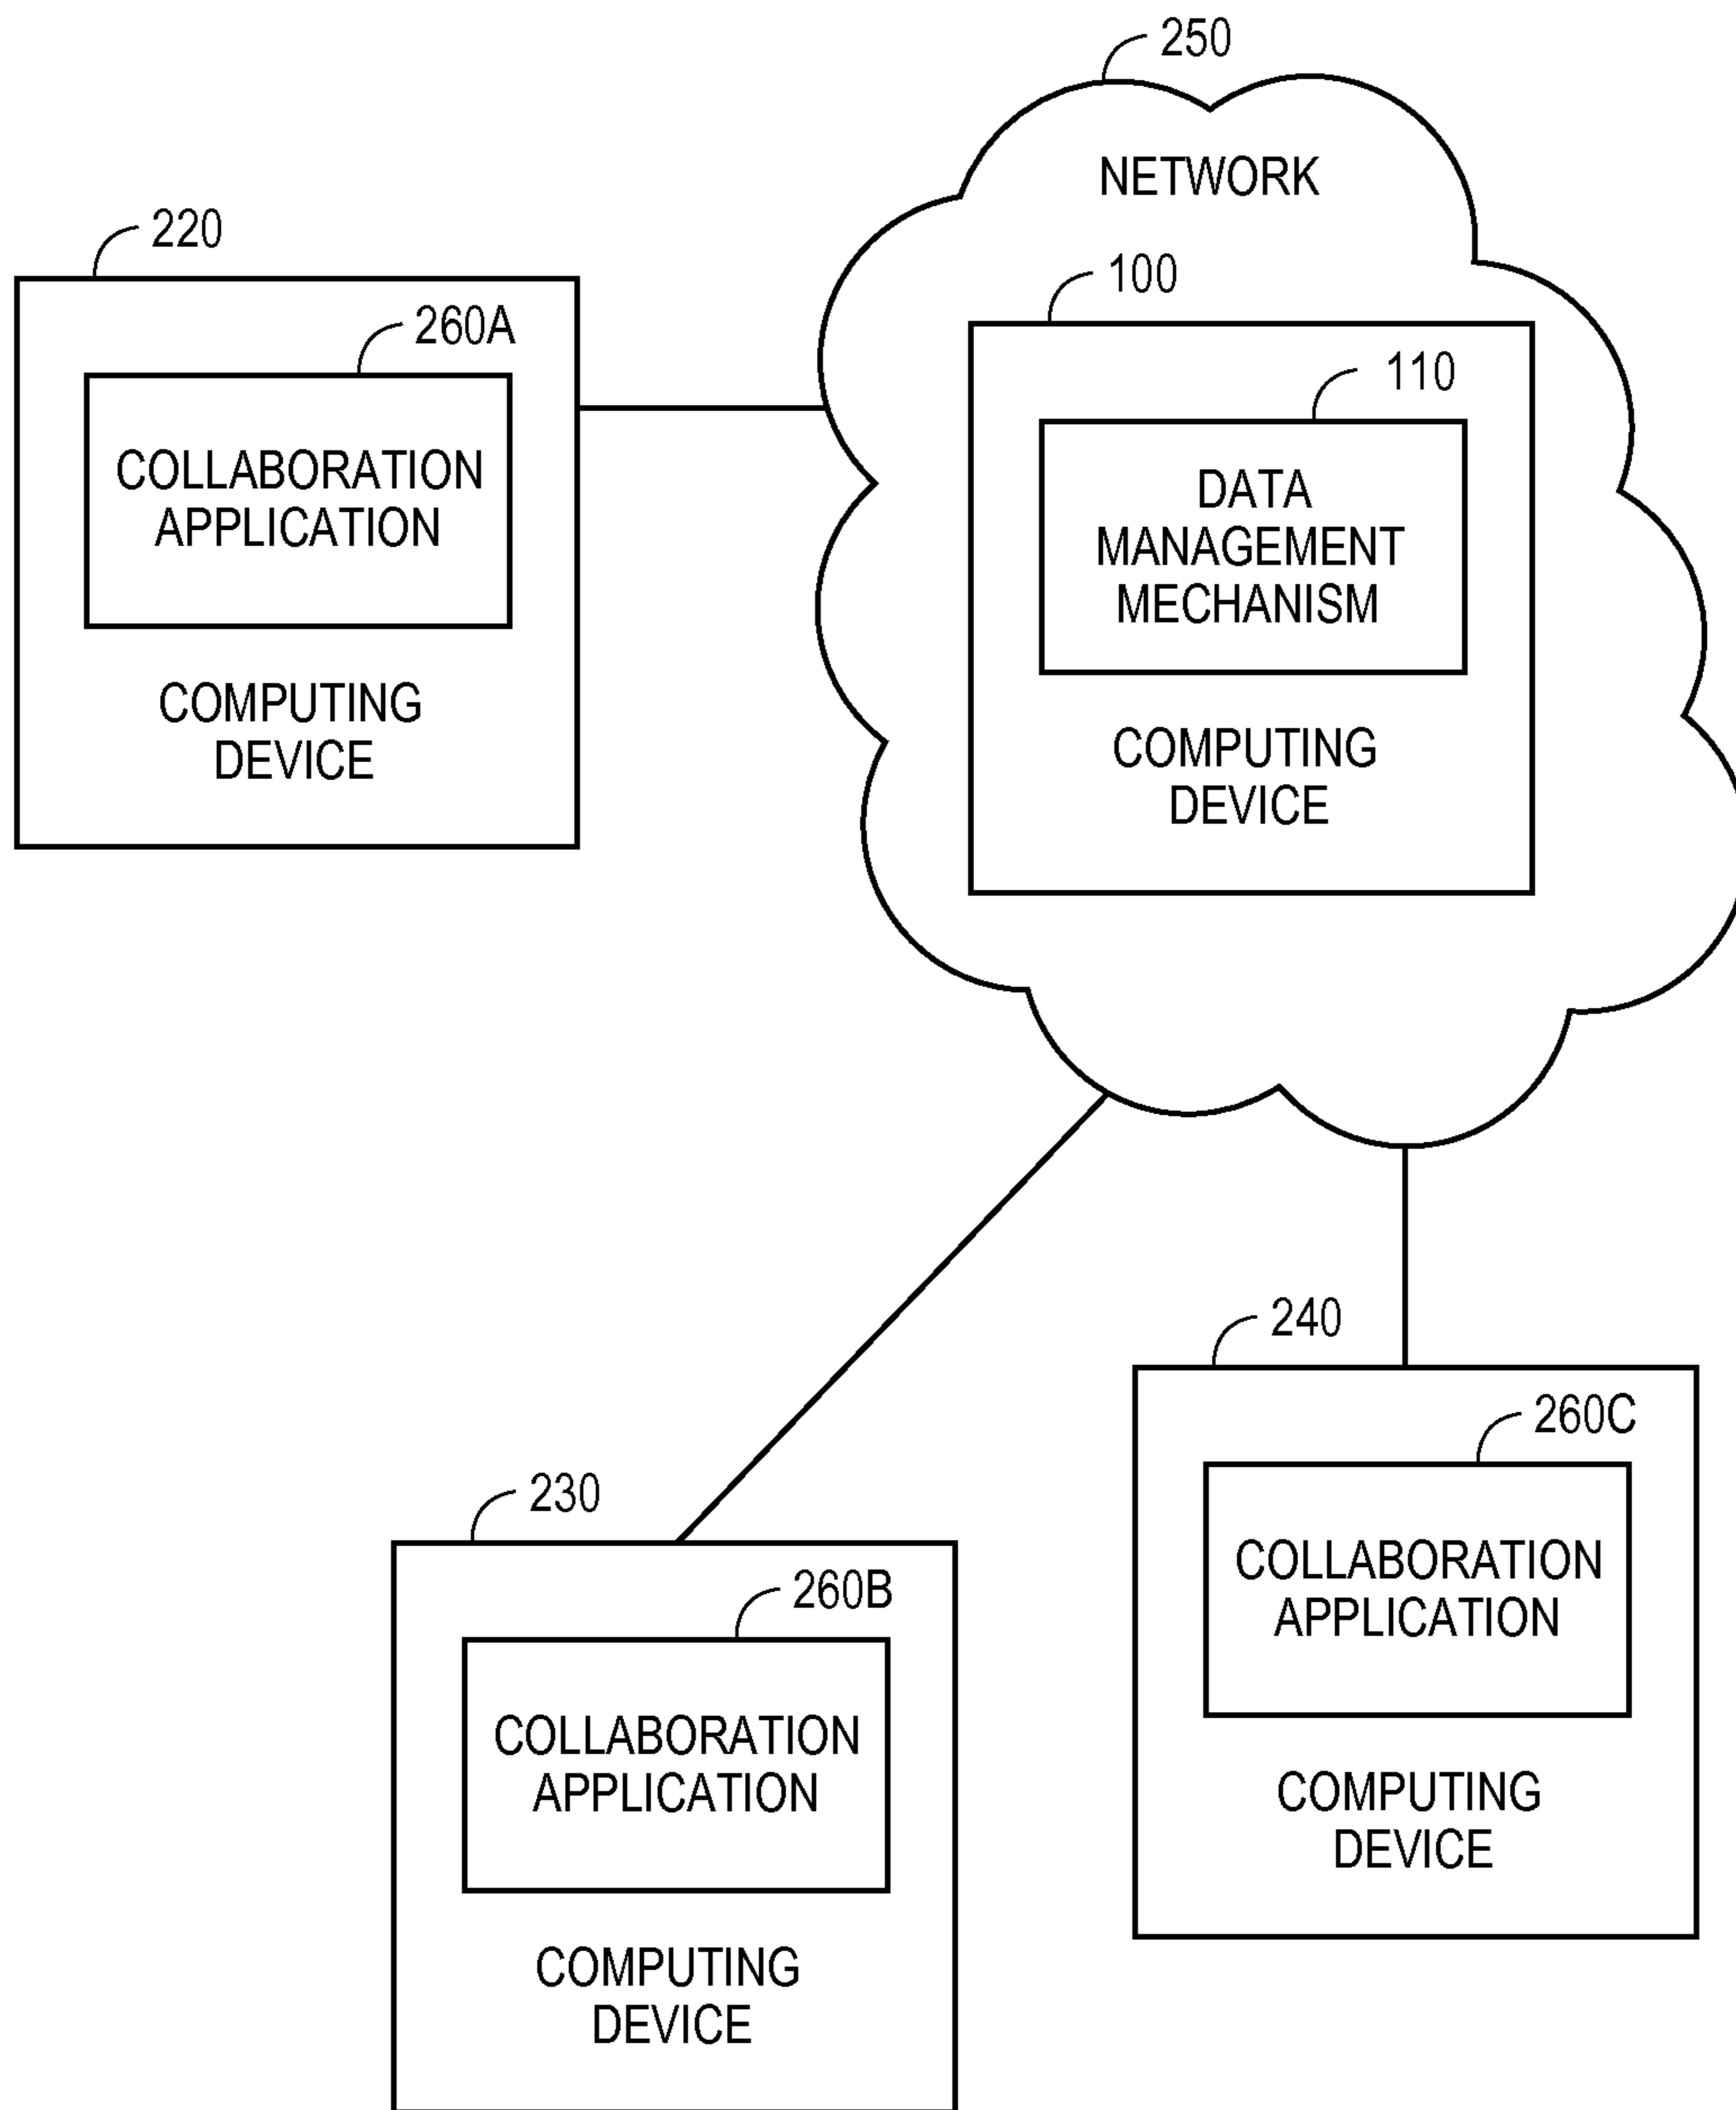 250
NETWORK
220
260A
COLLABORATION
APPLICATION
COMPUTING
DEVICE
100
110
DATA
MANAGEMENT
MECHANISM
COMPUTING
DEVICE
240
260C
COLLABORATION
APPLICATION
COMPUTING
DEVICE
230
260B
COLLABORATION
APPLICATION
COMPUTING
DEVICE